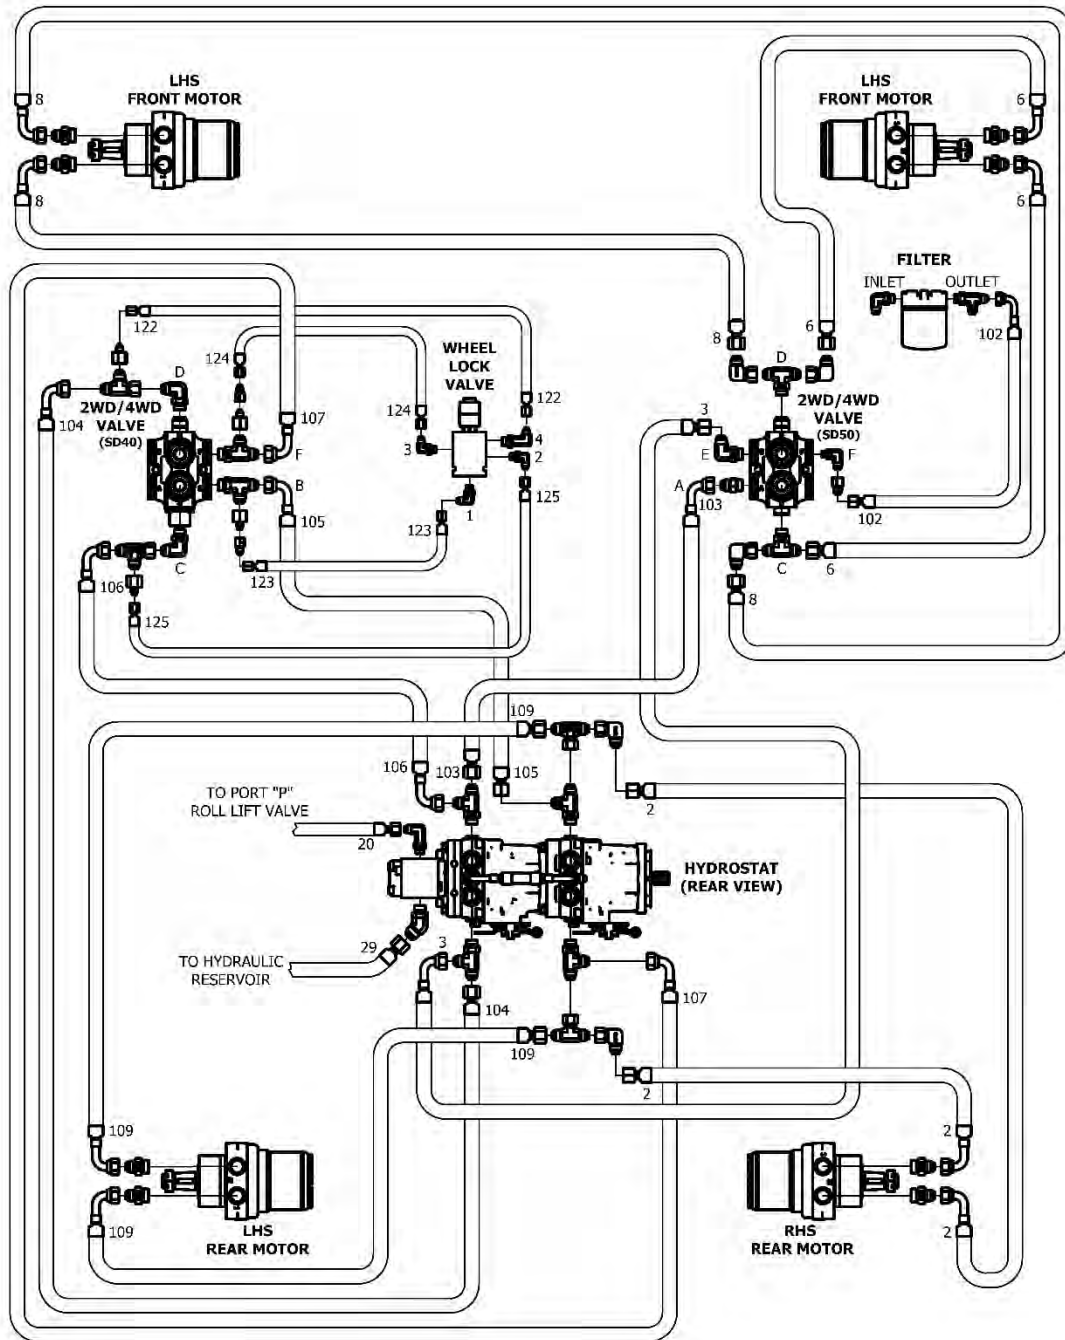 LHS
FRONT MOTOR
LHS
FRONT MOTOR
8
6
8
6
FILTER
INLET
OUTLET
122
102
124
WHEEL
LOCK
VALVE
8
6
D
D
122
2WD/4WD
VALVE
(SD40)
104
107
124
3
2WD/4WD
VALVE
(SD50)
F
3
4
2
E
F
B
A
103
105
125
1
102
123
C
106
123
C
6
125
8
109
106
103
105
TO PORT "P"
ROLL LIFT VALVE
2
20
HYDROSTAT
(REAR VIEW)
3
29
TO HYDRAULIC
RESERVOIR
104
107
109
2
109
2
109
2
LHS
REAR MOTOR
RHS
REAR MOTOR